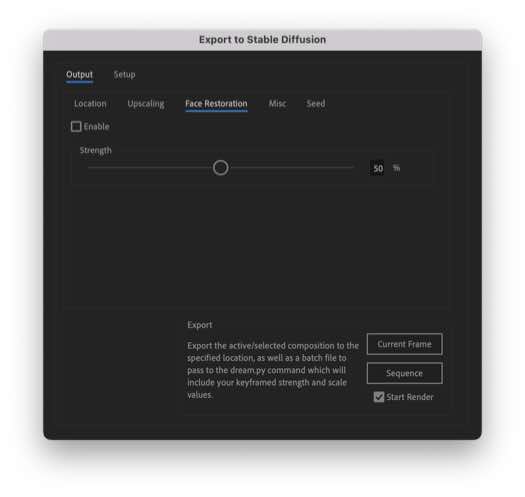 Export to Stable Diffusion
Output Setup
Location Upscaling Face Restoration Misc Seed
Enable
Strength
50 %
Export
Export the active/selected composition to the
specified location, as well as a batch file to
pass to the dream.py command which will
include your keyframed strength and scale
values.
Current Frame
Sequence
Start Render